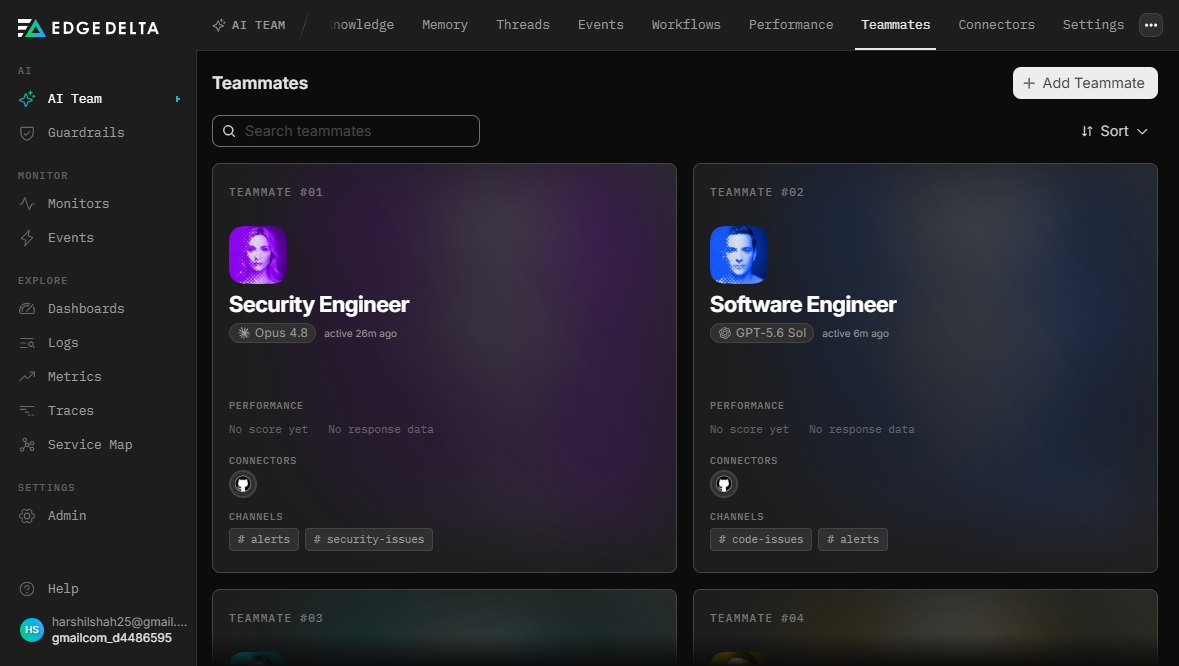 EDGE DELTA
AI TEAM
Knowledge
Memory
Threads
Events
Workflows
Performance
Teammates
Connectors
Settings
AI
AI Team
Guardrails
MONITOR
Monitors
Events
EXPLORE
Dashboards
Logs
Metrics
Traces
Service Map
SETTINGS
Admin
Help
HS
harshilshah25@gmail....
gmailcom_d4486595
Teammates
Add Teammate
Search teammates
Sort
TEAMMATE #01
Security Engineer
Opus 4.8 active 26m ago
PERFORMANCE
No score yet No response data
CONNECTORS
CHANNELS
# alerts # security-issues
TEAMMATE #02
Software Engineer
GPT-5.6 Sol active 6m ago
PERFORMANCE
No score yet No response data
CONNECTORS
CHANNELS
# code-issues # alerts
TEAMMATE #03
TEAMMATE #04